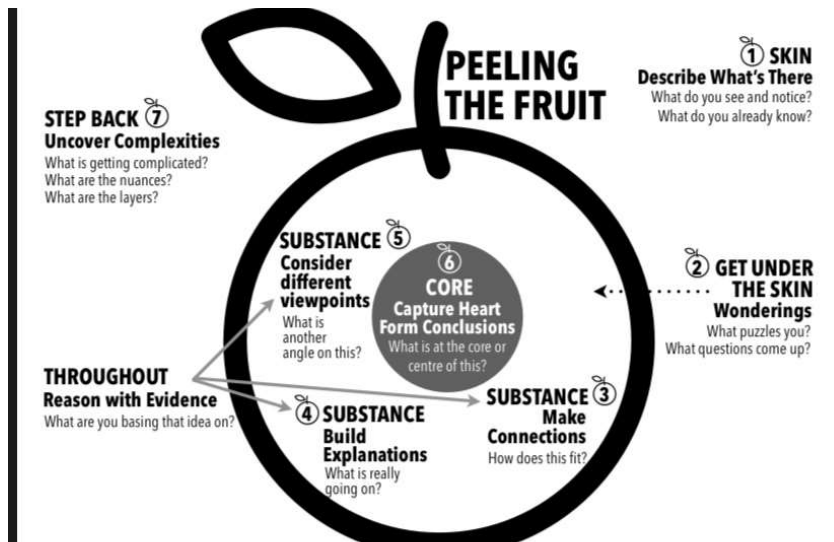 PEELING
THE FRUIT
1 SKIN
Describe What's There
What do you see and notice?
What do you already know?
2 GET UNDER
THE SKIN
Wonderings
What puzzles you?
What questions come up?
SUBSTANCE 3
Make
Connections
How does this fit?
4 SUBSTANCE
Build
Explanations
What is really
going on?
SUBSTANCE 5
Consider
different
viewpoints
What is
another
angle on this?
6
CORE
Capture Heart
Form Conclusions
What is at the core or
centre of this?
STEP BACK 7
Uncover Complexities
What is getting complicated?
What are the nuances?
What are the layers?
THROUGHOUT
Reason with Evidence
What are you basing that idea on?